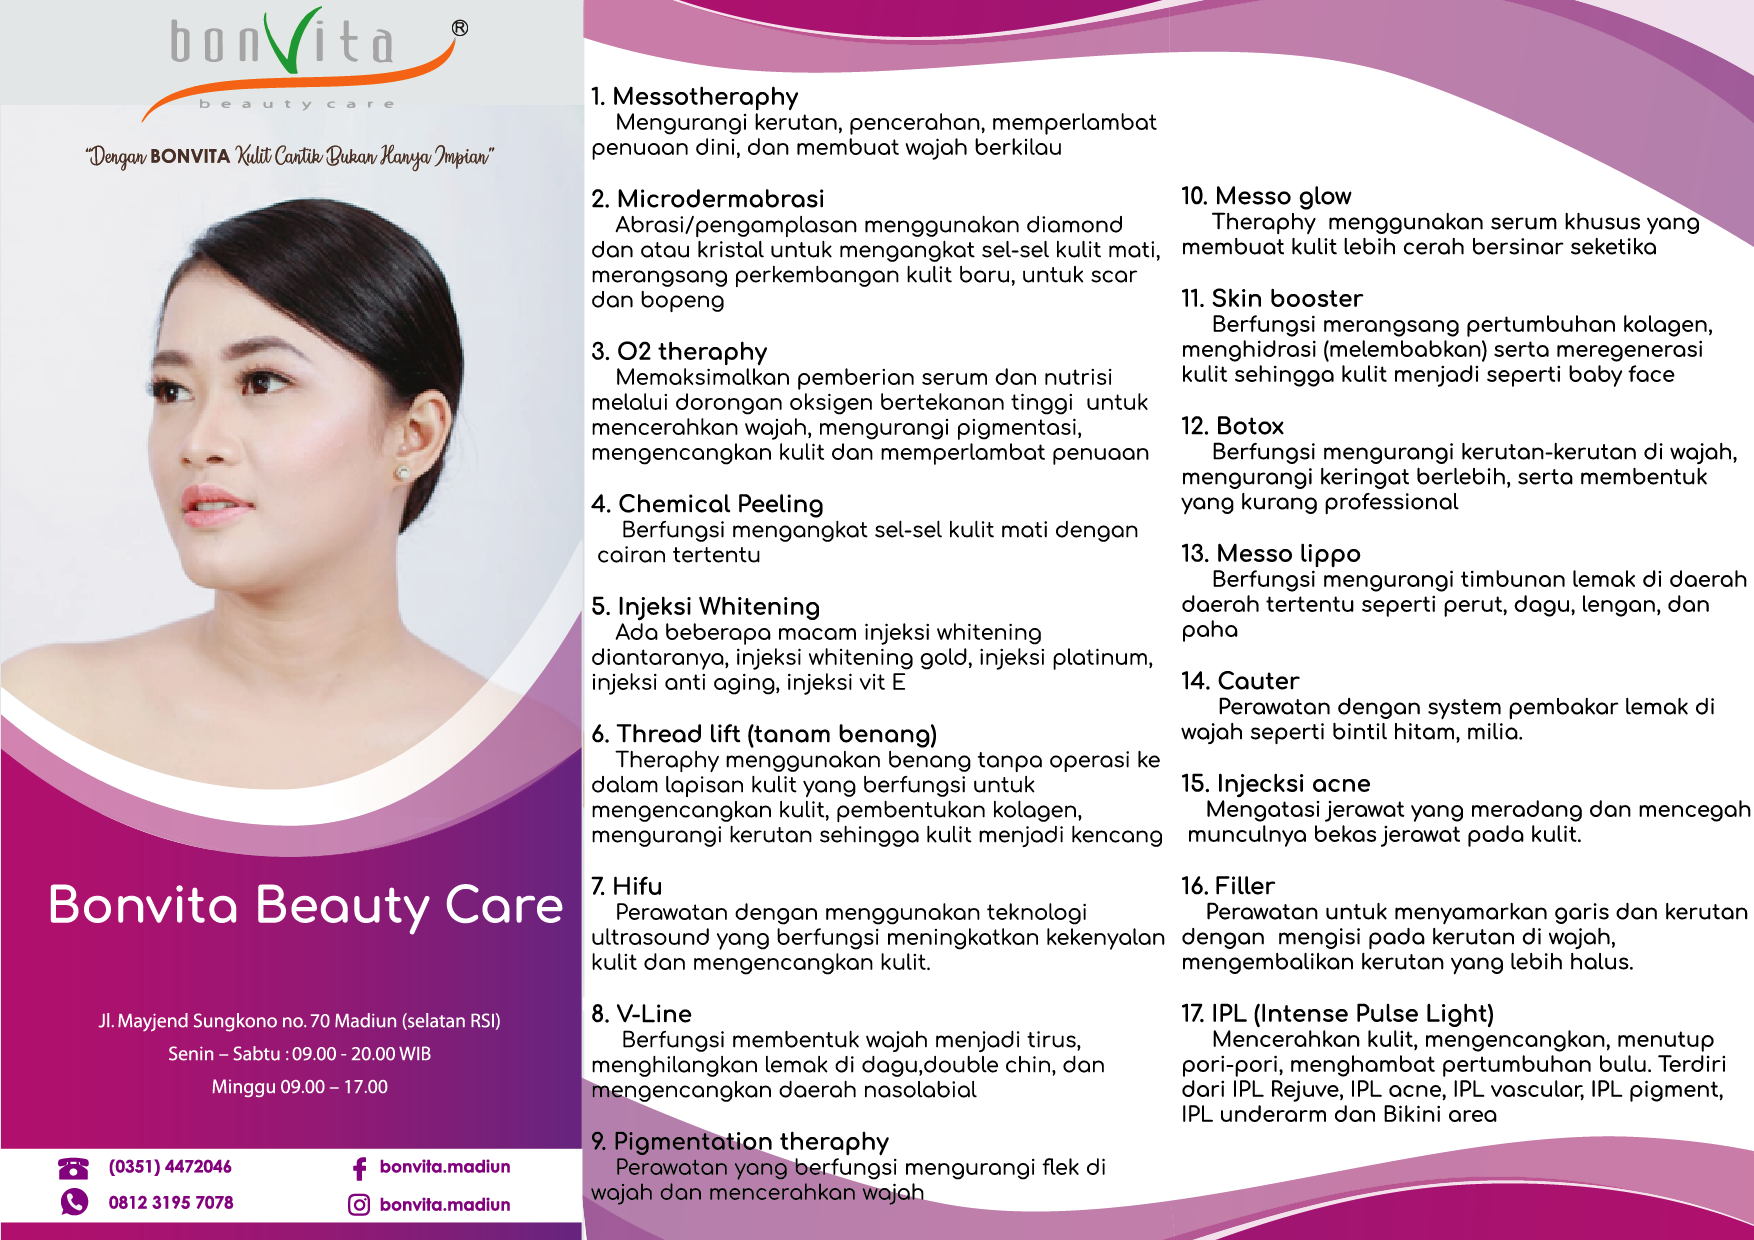 bonVita ®
beauty care
"Dengan BONVITA Kulit Cantik Bukan Hanya Impian"
Bonvita Beauty Care
Jl. Mayjend Sungkono no. 70 Madiun (selatan RSI)
Senin – Sabtu : 09.00 - 20.00 WIB
Minggu 09.00 – 17.00
(0351) 4472046
0812 3195 7078
bonvita.madiun
bonvita.madiun
1. Messotheraphy
Mengurangi kerutan, pencerahan, memperlambat
penuaan dini, dan membuat wajah berkilau
2. Microdermabrasi
Abrasi/pengamplasan menggunakan diamond
dan atau kristal untuk mengangkat sel-sel kulit mati,
merangsang perkembangan kulit baru, untuk scar
dan bopeng
3. O2 theraphy
Memaksimalkan pemberian serum dan nutrisi
melalui dorongan oksigen bertekanan tinggi  untuk
mencerahkan wajah, mengurangi pigmentasi,
mengencangkan kulit dan memperlambat penuaan
4. Chemical Peeling
Berfungsi mengangkat sel-sel kulit mati dengan
cairan tertentu
5. Injeksi Whitening
Ada beberapa macam injeksi whitening
diantaranya, injeksi whitening gold, injeksi platinum,
injeksi anti aging, injeksi vit E
6. Thread lift (tanam benang)
Theraphy menggunakan benang tanpa operasi ke
dalam lapisan kulit yang berfungsi untuk
mengencangkan kulit, pembentukan kolagen,
mengurangi kerutan sehingga kulit menjadi kencang
7. Hifu
Perawatan dengan menggunakan teknologi
ultrasound yang berfungsi meningkatkan kekenyalan
kulit dan mengencangkan kulit.
8. V-Line
Berfungsi membentuk wajah menjadi tirus,
menghilangkan lemak di dagu,double chin, dan
mengencangkan daerah nasolabial
9. Pigmentation theraphy
Perawatan yang berfungsi mengurangi flek di
wajah dan mencerahkan wajah
10. Messo glow
Theraphy  menggunakan serum khusus yang
membuat kulit lebih cerah bersinar seketika
11. Skin booster
Berfungsi merangsang pertumbuhan kolagen,
menghidrasi (melembabkan) serta meregenerasi
kulit sehingga kulit menjadi seperti baby face
12. Botox
Berfungsi mengurangi kerutan-kerutan di wajah,
mengurangi keringat berlebih, serta membentuk
yang kurang professional
13. Messo lippo
Berfungsi mengurangi timbunan lemak di daerah
daerah tertentu seperti perut, dagu, lengan, dan
paha
14. Cauter
Perawatan dengan system pembakar lemak di
wajah seperti bintil hitam, milia.
15. Injecksi acne
Mengatasi jerawat yang meradang dan mencegah
munculnya bekas jerawat pada kulit.
16. Filler
Perawatan untuk menyamarkan garis dan kerutan
dengan  mengisi pada kerutan di wajah,
mengembalikan kerutan yang lebih halus.
17. IPL (Intense Pulse Light)
Mencerahkan kulit, mengencangkan, menutup
pori-pori, menghambat pertumbuhan bulu. Terdiri
dari IPL Rejuve, IPL acne, IPL vascular, IPL pigment,
IPL underarm dan Bikini area